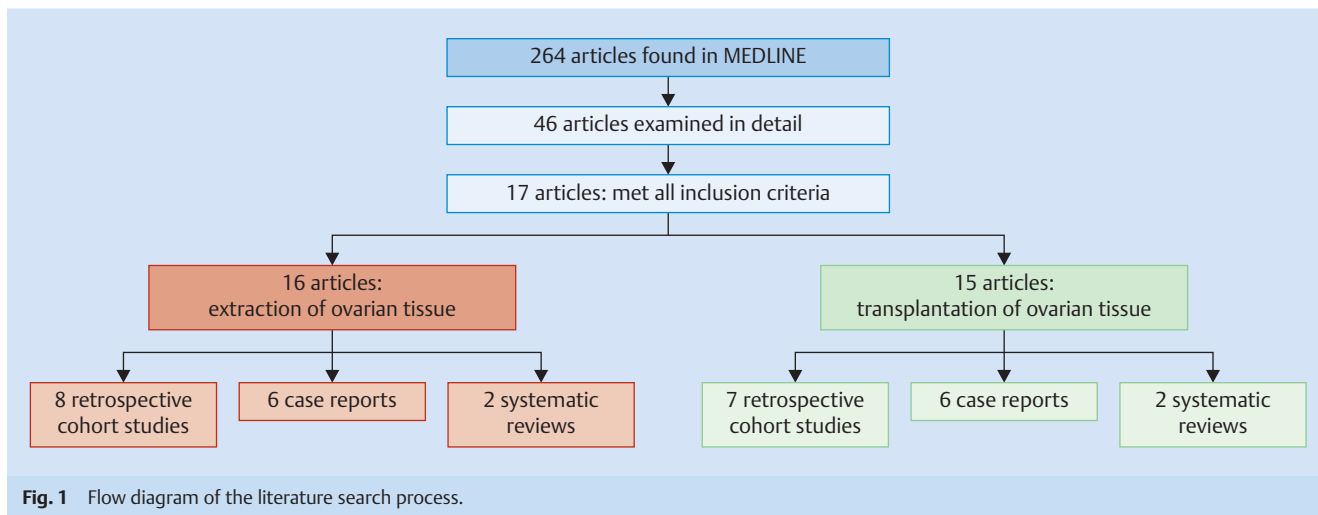 264 articles found in MEDLINE
46 articles examined in detail
17 articles: met all inclusion criteria
16 articles:
extraction of ovarian tissue
15 articles:
transplantation of ovarian tissue
8 retrospective
cohort studies
6 case reports
2 systematic
reviews
7 retrospective
cohort studies
6 case reports
2 systematic
reviews
Fig. 1 Flow diagram of the literature search process.